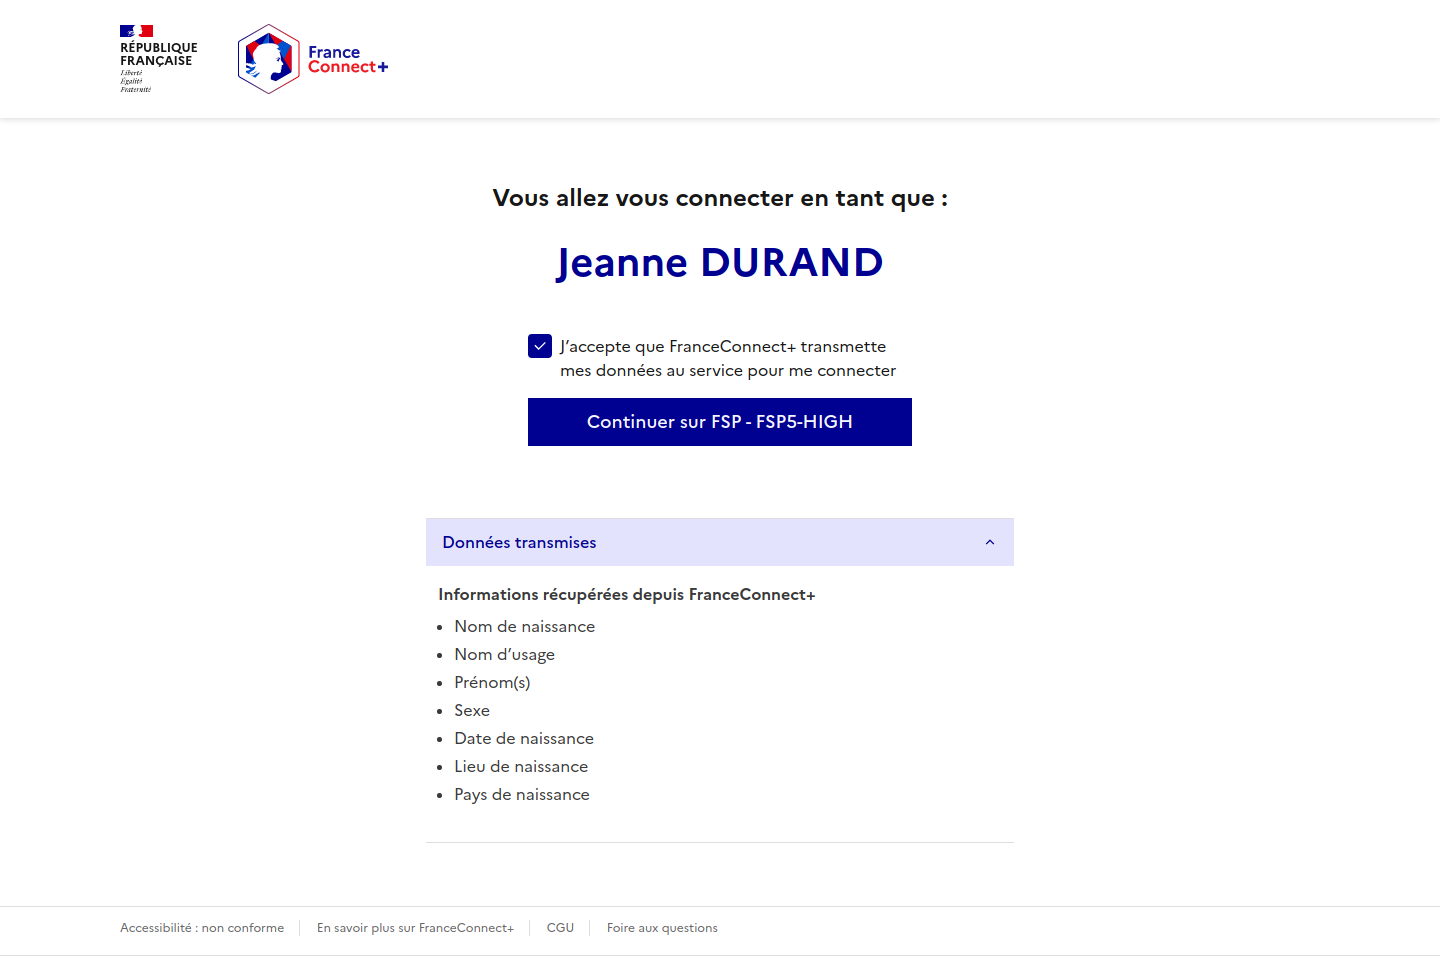 RÉPUBLIQUE
FRANÇAISE
Liberté
Égalité
Fraternité
France
Connect+
Vous allez vous connecter en tant que :
Jeanne DURAND
J’accepte que FranceConnect+ transmette
mes données au service pour me connecter
Continuer sur FSP - FSP5-HIGH
Données transmises
Informations récupérées depuis FranceConnect+
Nom de naissance
Nom d’usage
Prénom(s)
Sexe
Date de naissance
Lieu de naissance
Pays de naissance
Accessibilité : non conforme
En savoir plus sur FranceConnect+
CGU
Foire aux questions